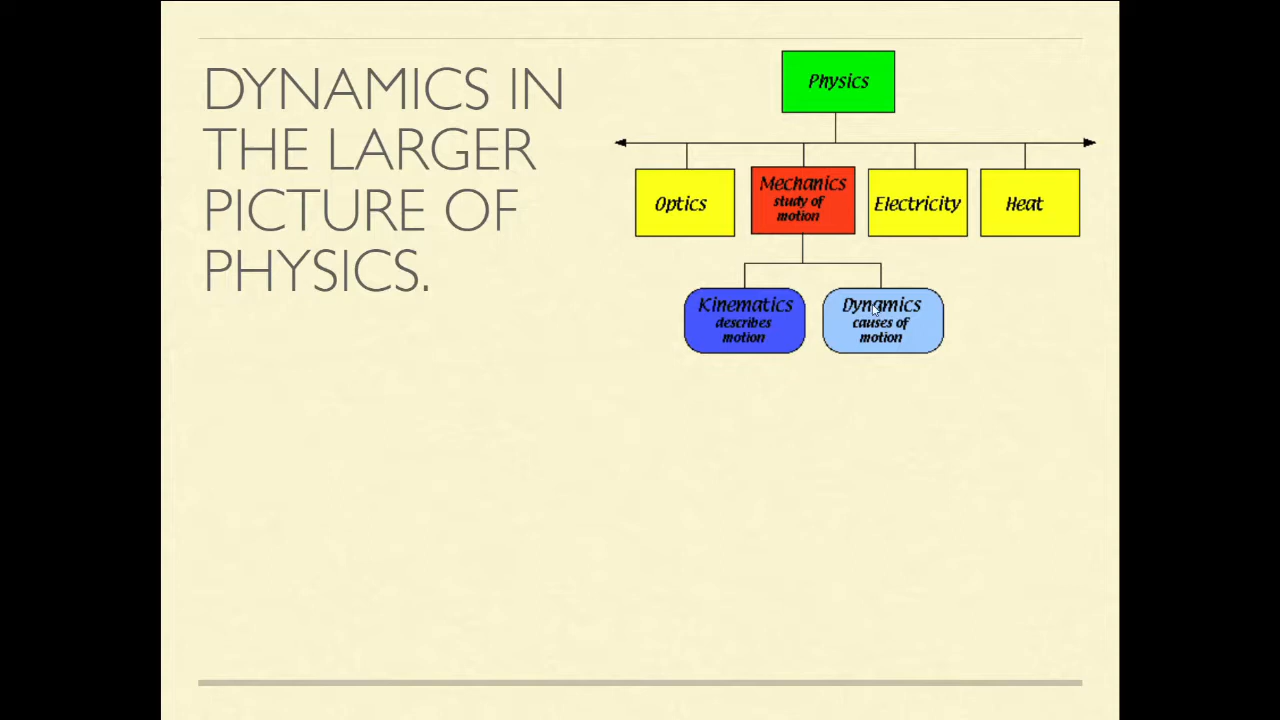 DYNAMICS IN
THE LARGER
PICTURE OF
PHYSICS.
Physics
Optics
Mechanics
study of
motion
Electricity
Heat
Kinematics
describes
motion
Dynamics
causes of
motion